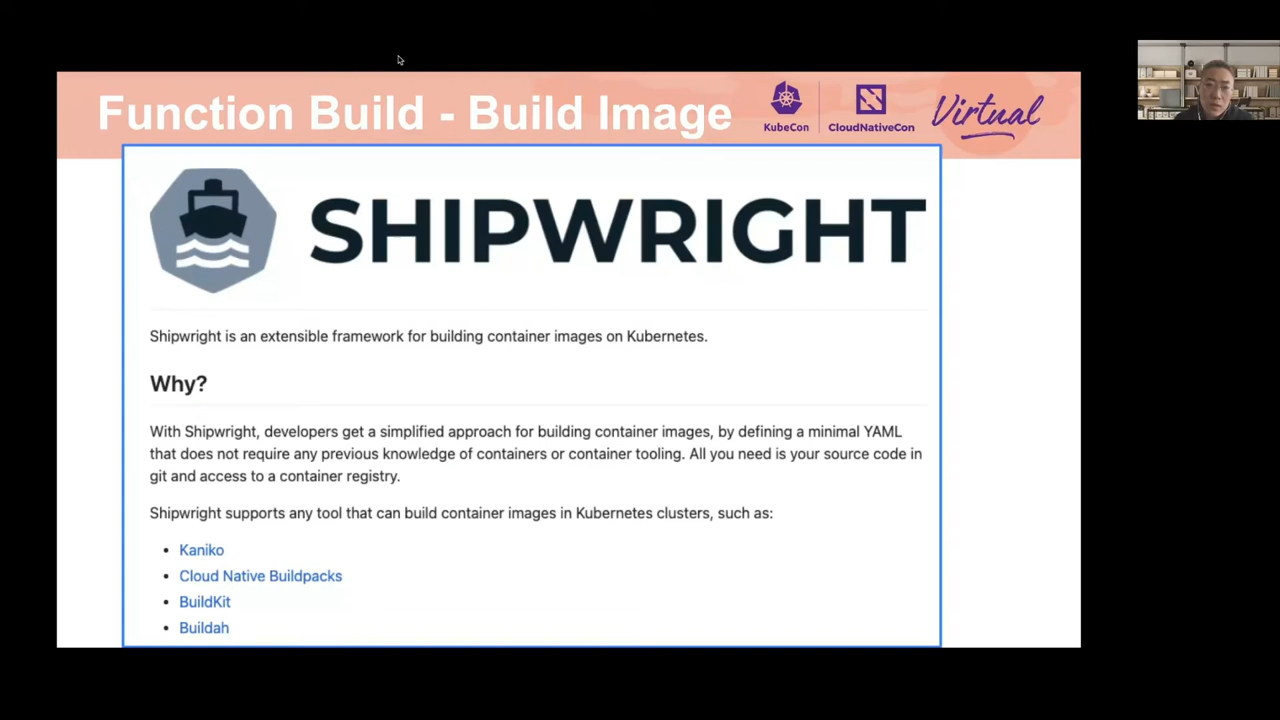 Function Build - Build Image
KubeCon
CloudNativeCon
Virtual
SHIPWRIGHT
Shipwright is an extensible framework for building container images on Kubernetes.
Why?
With Shipwright, developers get a simplified approach for building container images, by defining a minimal YAML
that does not require any previous knowledge of containers or container tooling. All you need is your source code in
git and access to a container registry.
Shipwright supports any tool that can build container images in Kubernetes clusters, such as:
• Kaniko
• Cloud Native Buildpacks
• BuildKit
• Buildah